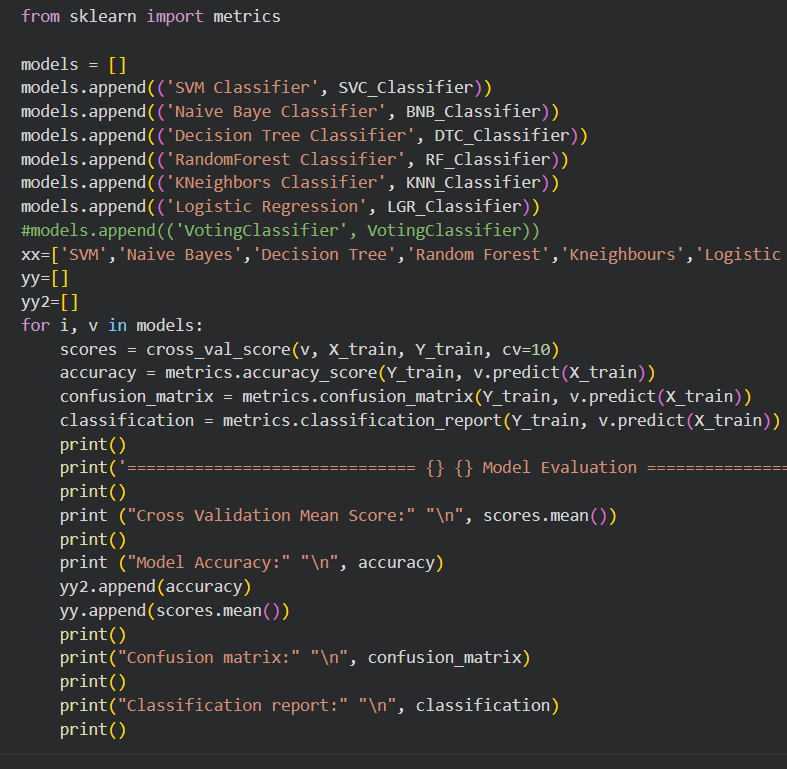 from sklearn import metrics
models = []
models.append(('SVM Classifier', SVC_Classifier))
models.append(('Naive Baye Classifier', BNB_Classifier))
models.append(('Decision Tree Classifier', DTC_Classifier))
models.append(('RandomForest Classifier', RF_Classifier))
models.append(('KNeighbors Classifier', KNN_Classifier))
models.append(('Logistic Regression', LGR_Classifier))
#models.append(('VotingClassifier', VotingClassifier))
xx=['SVM','Naive Bayes','Decision Tree','Random Forest','Kneighbours','Logistic
yy=[]
yy2=[]
for i, v in models:
    scores = cross_val_score(v, X_train, Y_train, cv=10)
    accuracy = metrics.accuracy_score(Y_train, v.predict(X_train))
    confusion_matrix = metrics.confusion_matrix(Y_train, v.predict(X_train))
    classification = metrics.classification_report(Y_train, v.predict(X_train))
    print()
    print('============================== {} {} Model Evaluation ===============
    print()
    print ("Cross Validation Mean Score:" "\n", scores.mean())
    print()
    print ("Model Accuracy:" "\n", accuracy)
    yy2.append(accuracy)
    yy.append(scores.mean())
    print()
    print("Confusion matrix:" "\n", confusion_matrix)
    print()
    print("Classification report:" "\n", classification)
    print()